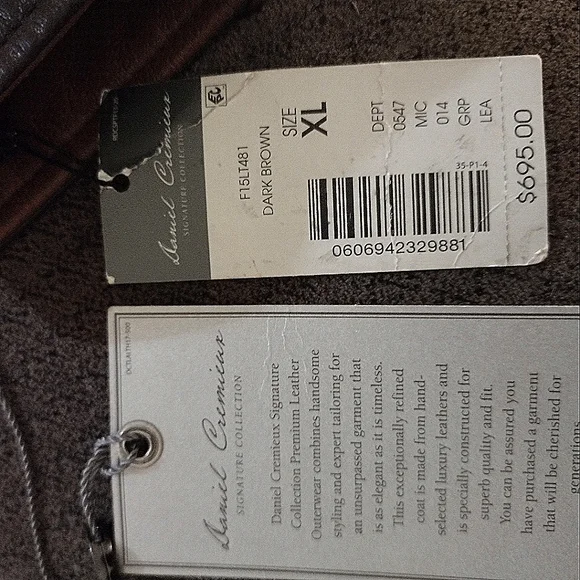 Daniel Cremieux
SIGNATURE COLLECTION
F15LT481
DARK BROWN
SIZE
XL
DEPT
0547
MIC
014
GRP
LEA
35-P1-4
0606942329881
$695.00
Daniel Cremieux
SIGNATURE COLLECTION
Daniel Cremieux Signature
Collection Premium Leather
Outerwear combines handsome
styling and expert tailoring for
an unsurpassed garment that
is as elegant as it is timeless.
This exceptionally refined
coat is made from hand-
selected luxury leathers and
is specially constructed for
superb quality and fit.
You can be assured you
have purchased a garment
that will be cherished for
generations